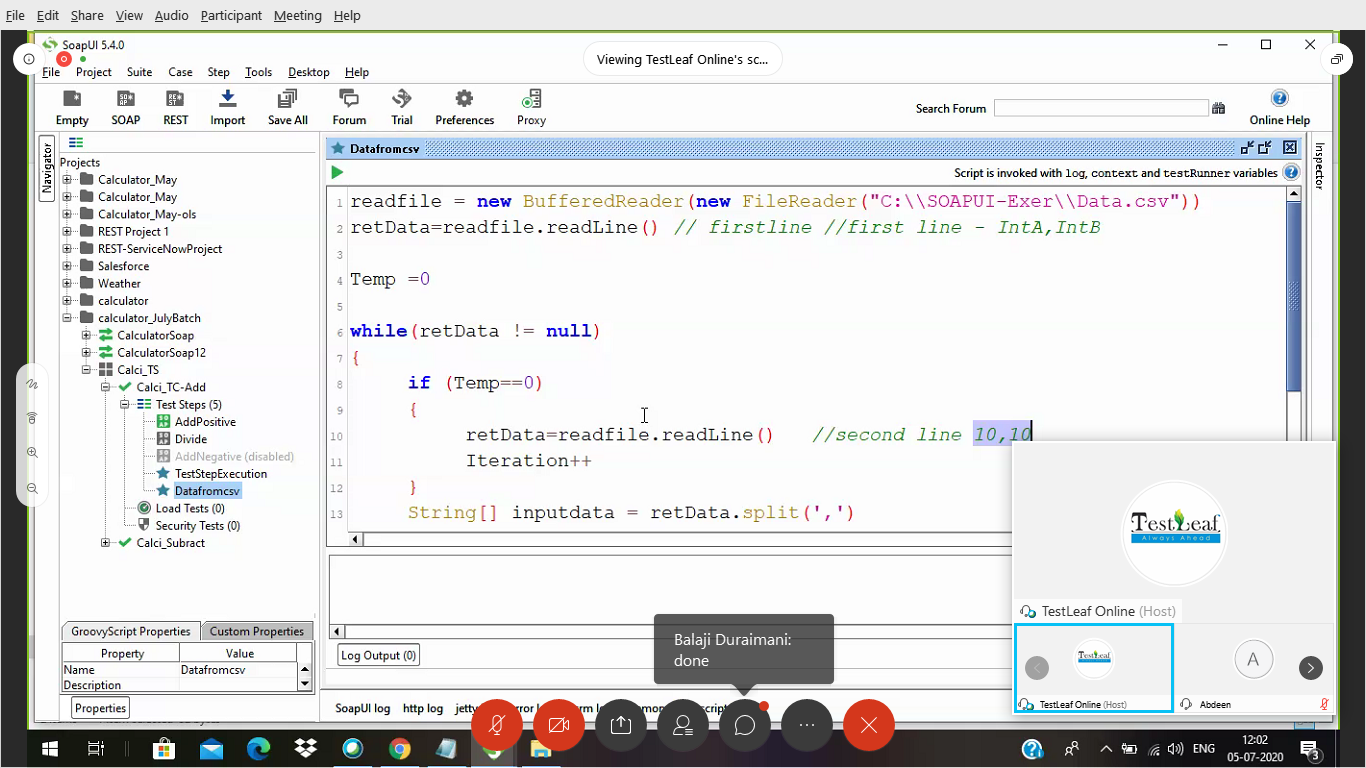 File Edit Share View Audio Participant Meeting Help
SoapUI 5.4.0
Viewing TestLeaf Online's sc...
File Project Suite Case Step Tools Desktop Help
Empty SOAP REST Import Save All Forum Trial Preferences Proxy
Search Forum
Online Help
Navigator
Projects
Calculator_May
Calculator_May
Calculator_May-ols
REST Project 1
REST-ServiceNowProject
Salesforce
Weather
calculator
calculator_JulyBatch
CalculatorSoap
CalculatorSoap12
Calci_TS
Calci_TC-Add
Test Steps (5)
AddPositive
Divide
AddNegative (disabled)
TestStepExecution
Datafromcsv
Load Tests (0)
Security Tests (0)
Calci_Subract
GroovyScript Properties Custom Properties
Property Value
Name Datafromcsv
Description
Properties
Datafromcsv
Script is invoked with log, context and testRunner variables
Inspector
1 readfile = new BufferedReader(new FileReader("C:\\SOAPUI-Exer\\Data.csv"))
2 retData=readfile.readLine() // firstline //first line - IntA,IntB
3
4 Temp =0
5
6 while(retData != null)
7 {
8 if (Temp==0)
9 {
10 retData=readfile.readLine() //second line 10,10
11 Iteration++
12 }
13 String[] inputdata = retData.split(',')
Log Output (0)
SoapUI log http log
Balaji Duraimani:
done
TestLeaf
Always Ahead
TestLeaf Online (Host)
TestLeaf
TestLeaf Online (Host)
A
Abdeen
ENG
12:02
05-07-2020
3